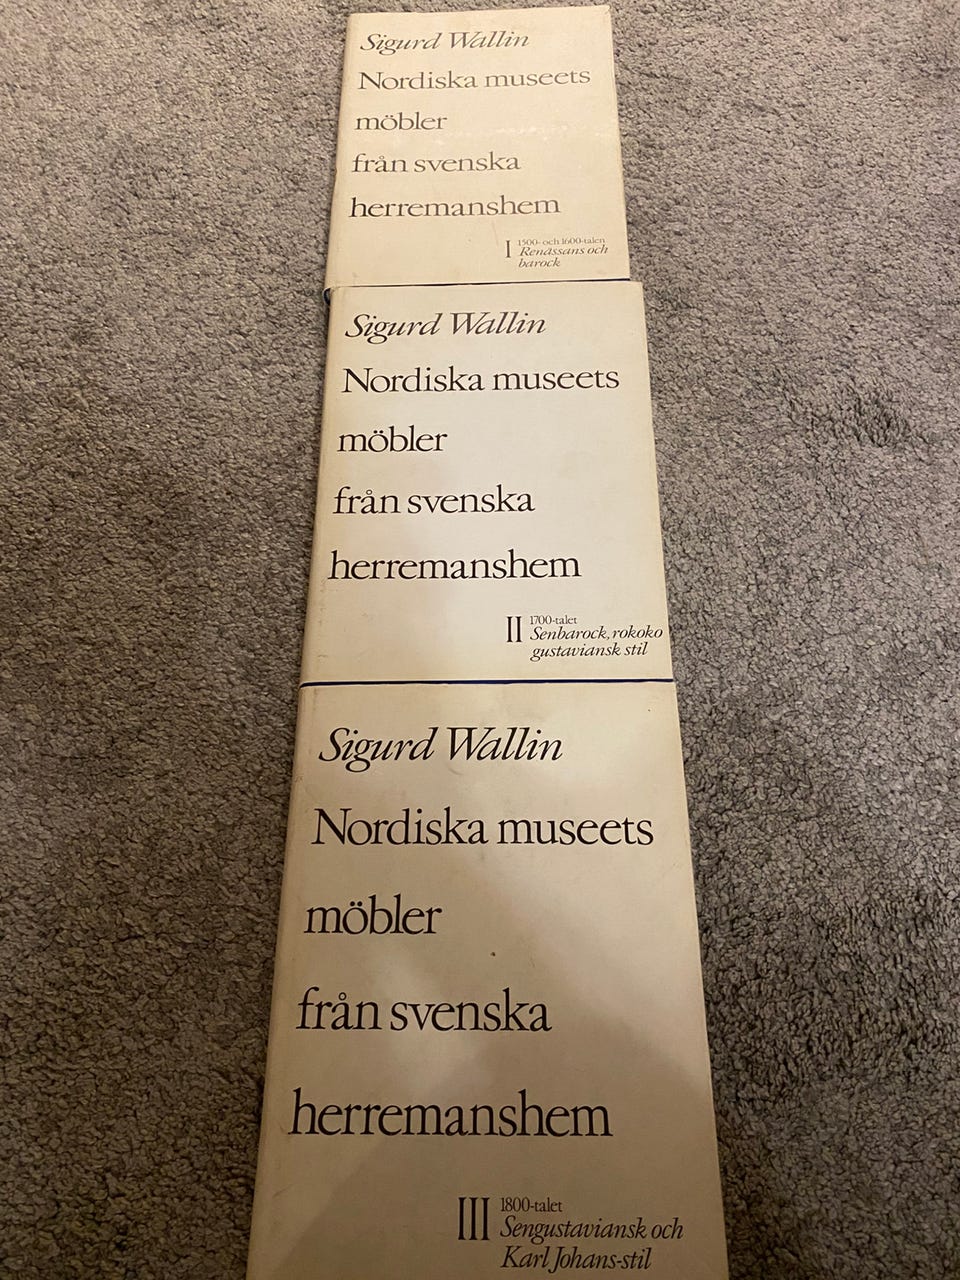 Sigurd Wallin
Nordiska museets
möbler
från svenska
herremanshem
I 1500- och 1600-talen
Renässans och
barock
Sigurd Wallin
Nordiska museets
möbler
från svenska
herremanshem
II 1700-talet
Senbarock, rokoko
gustaviansk stil
Sigurd Wallin
Nordiska museets
möbler
från svenska
herremanshem
III 1800-talet
Sengustaviansk och
Karl Johans-stil